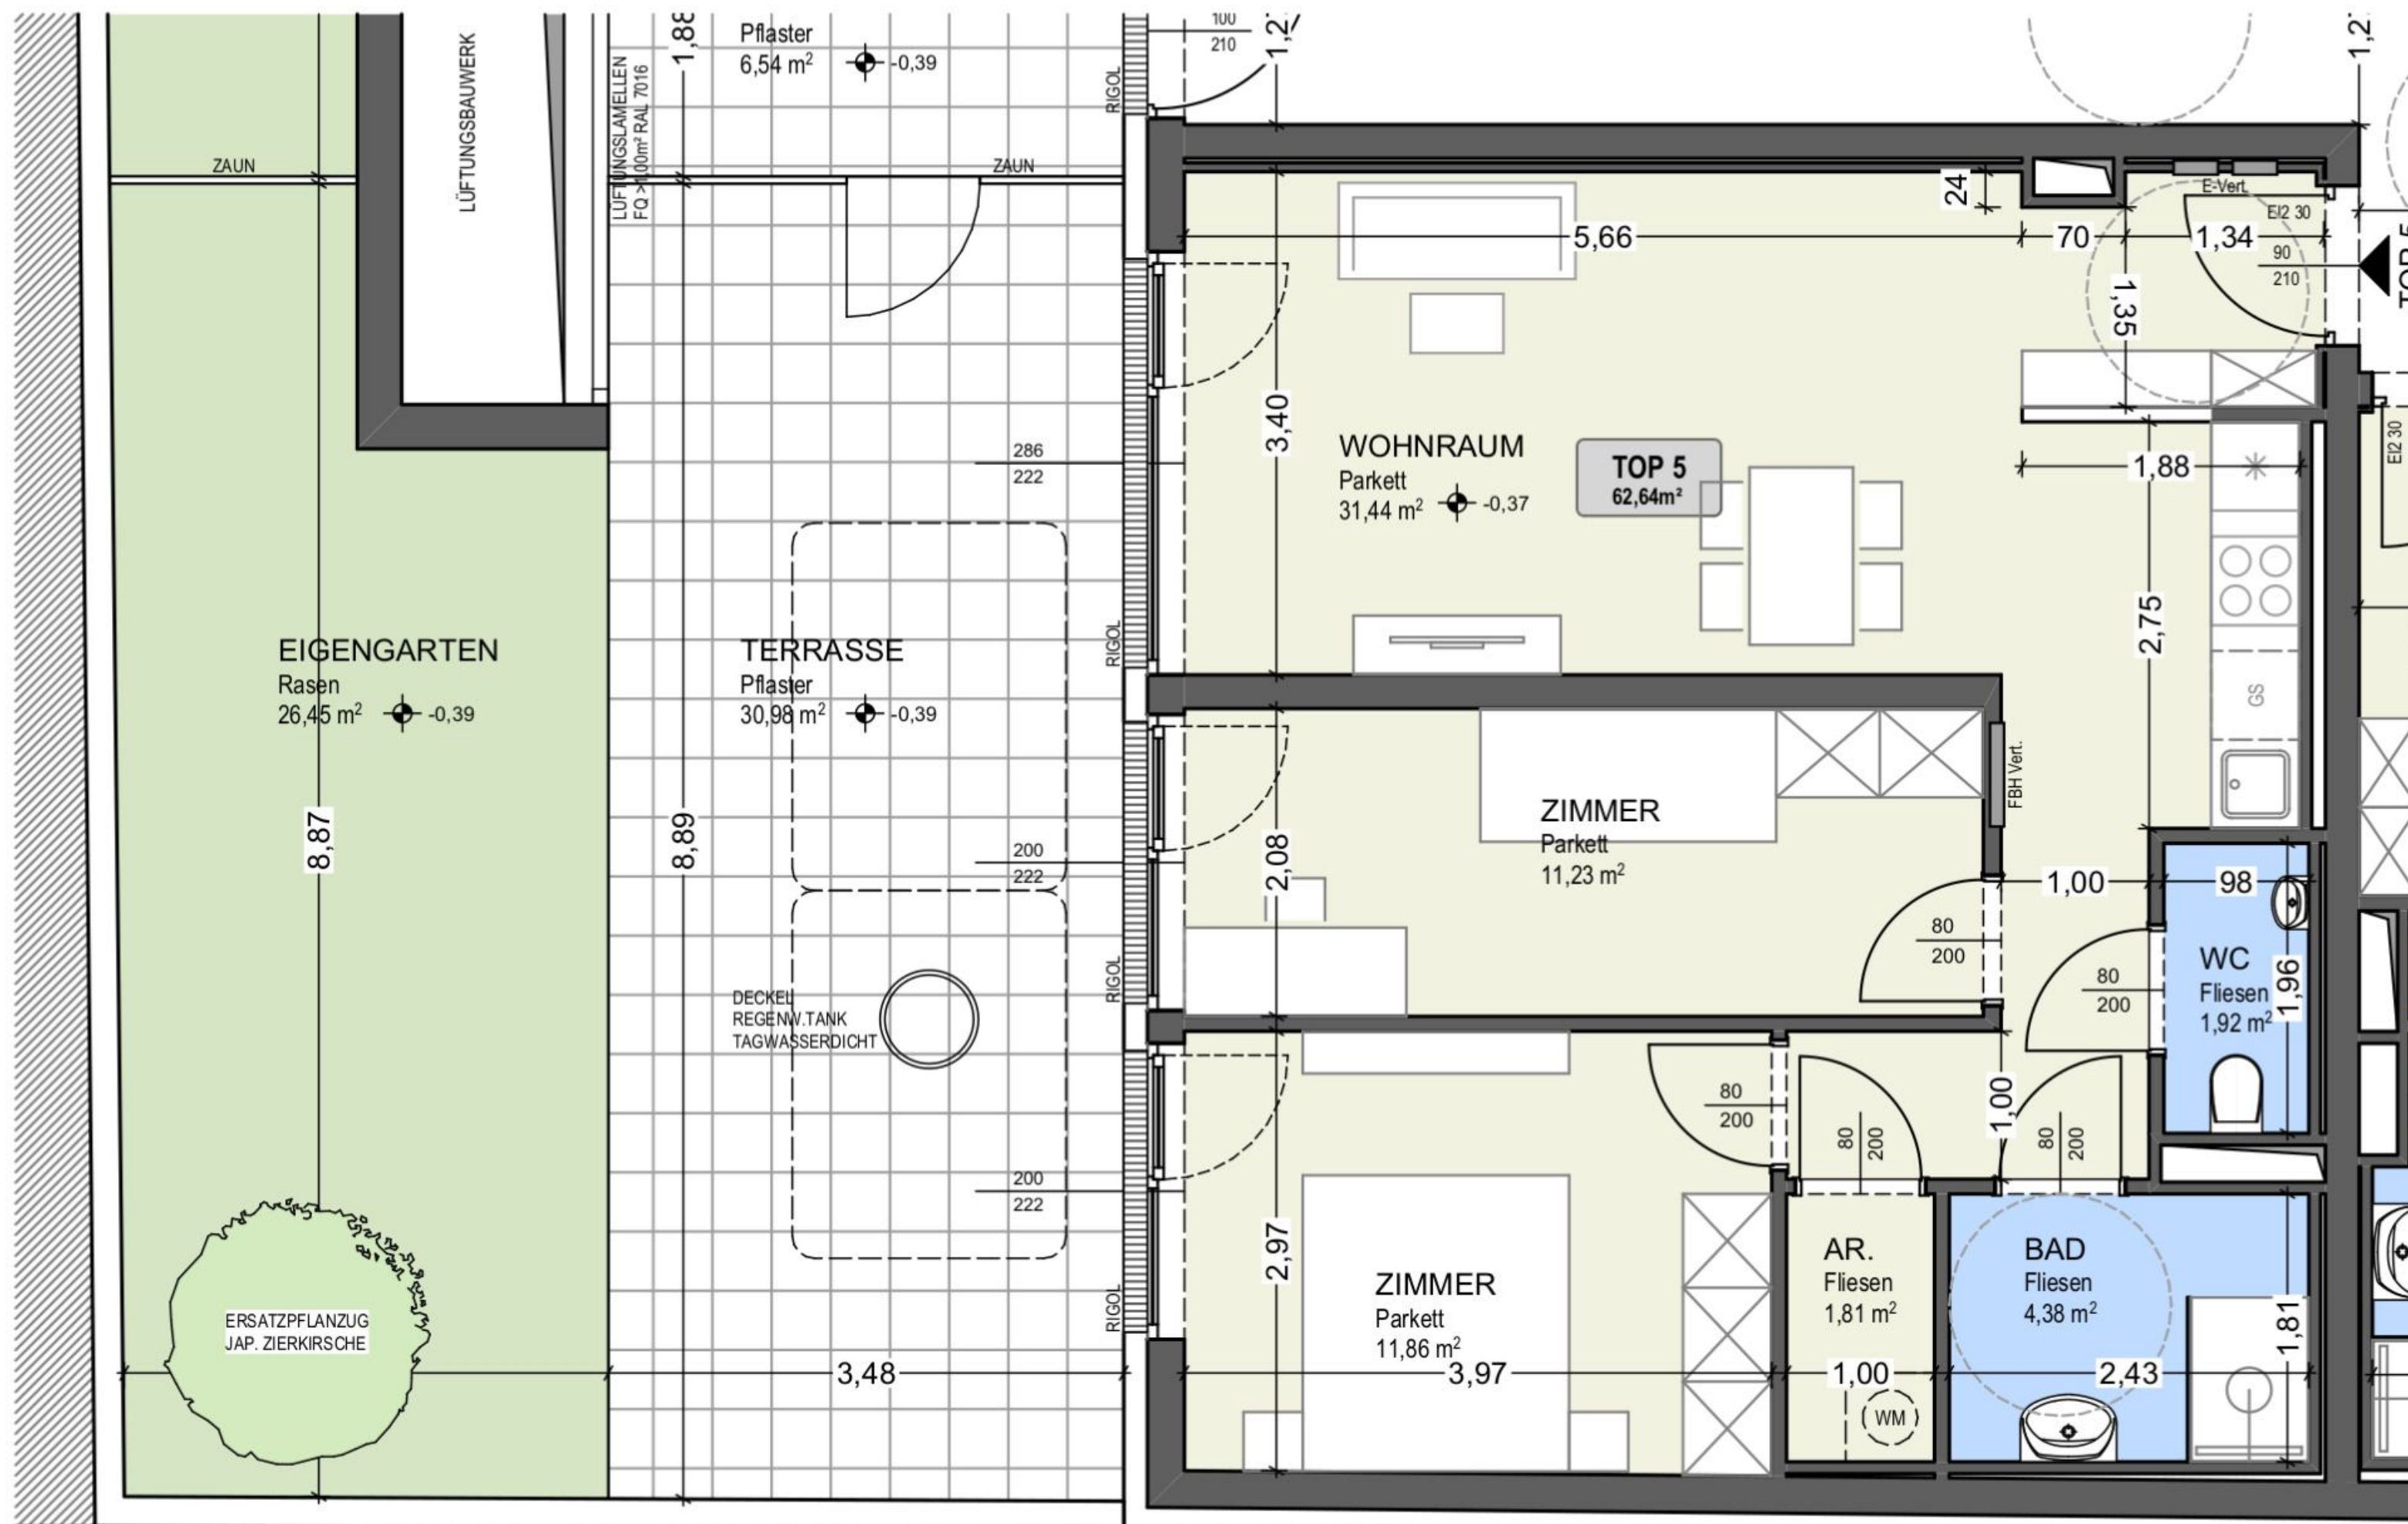 LÜFTUNGSBAUWERK
LÜFTUNGSLAMELLEN
FQ >1,00m² RAL 7016
1,88
Pflaster
6,54 m²
-0,39
RIGOL
100
210
ZAUN
ZAUN
24
E-Vert.
EI2 30
5,66
70
1,34
90
210
1,35
3,40
286
222
WOHNRAUM
Parkett
31,44 m²
-0,37
TOP 5
62,64m²
1,88
EI2 30
2,75
GS
EIGENGARTEN
Rasen
26,45 m²
-0,39
TERRASSE
Pflaster
30,98 m²
-0,39
RIGOL
FBH Vert.
8,87
8,89
200
222
2,08
ZIMMER
Parkett
11,23 m²
1,00
98
80
200
WC
Fliesen
1,92 m²
1,96
80
200
RIGOL
DECKEL
REGENW.TANK
TAGWASSERDICHT
80
200
80
200
1,00
80
200
200
222
2,97
ZIMMER
Parkett
11,86 m²
AR.
Fliesen
1,81 m²
BAD
Fliesen
4,38 m²
1,81
RIGOL
ERSATZPFLANZUG
JAP. ZIERKIRSCHE
3,48
3,97
1,00
2,43
WM